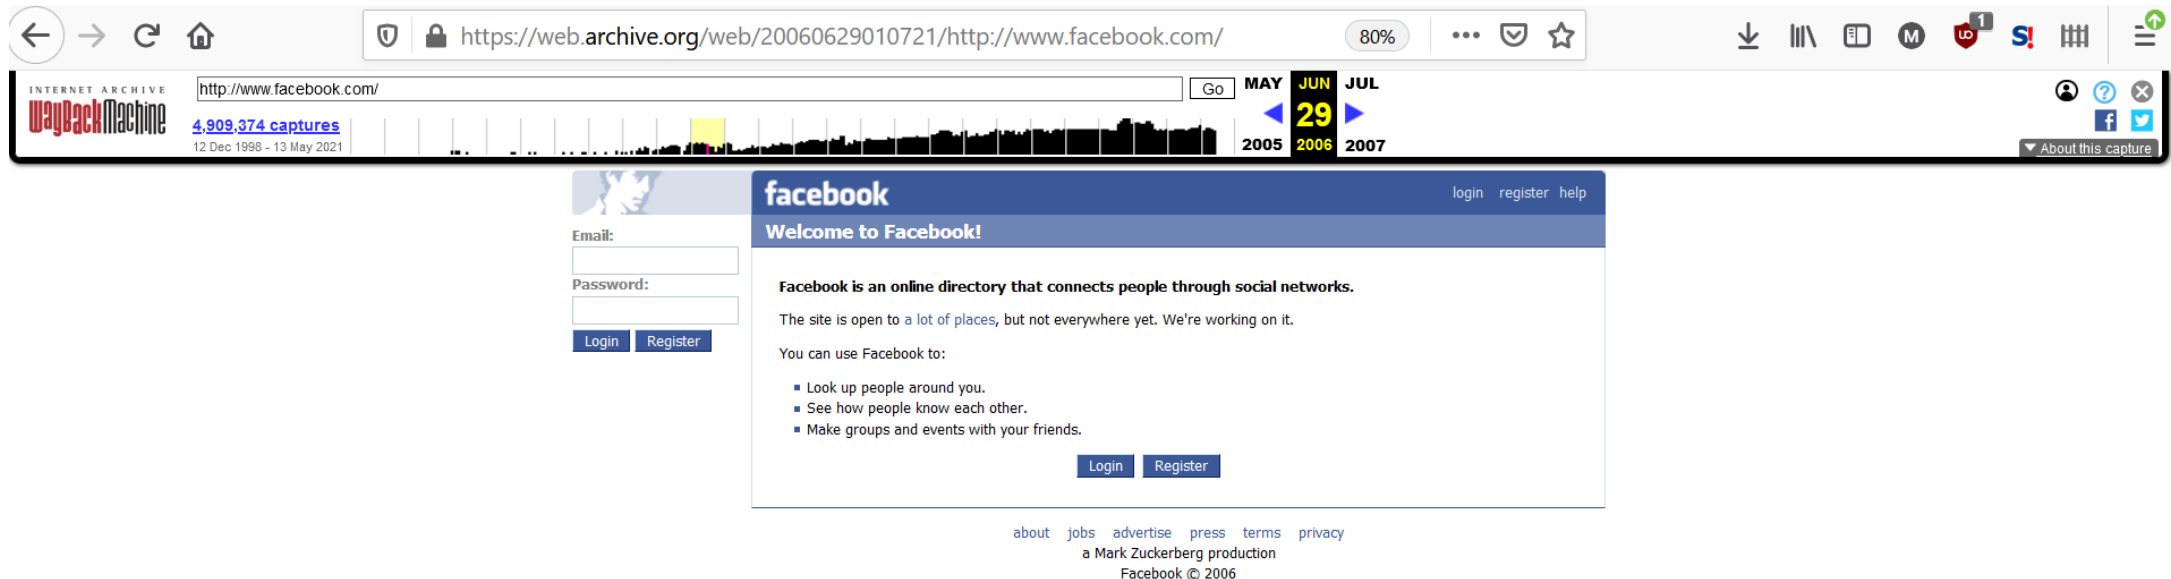 https://web.archive.org/web/20060629010721/http://www.facebook.com/
80%
1
S!
M
INTERNET ARCHIVE
WayBackMachine
http://www.facebook.com/
Go
4,909,374 captures
12 Dec 1998 - 13 May 2021
MAY JUN JUL
29
2005 2006 2007
About this capture
facebook
login register help
Welcome to Facebook!
Email:
Password:
Login Register
Facebook is an online directory that connects people through social networks.
The site is open to a lot of places, but not everywhere yet. We're working on it.
You can use Facebook to:
Look up people around you.
See how people know each other.
Make groups and events with your friends.
Login Register
about jobs advertise press terms privacy
a Mark Zuckerberg production
Facebook © 2006